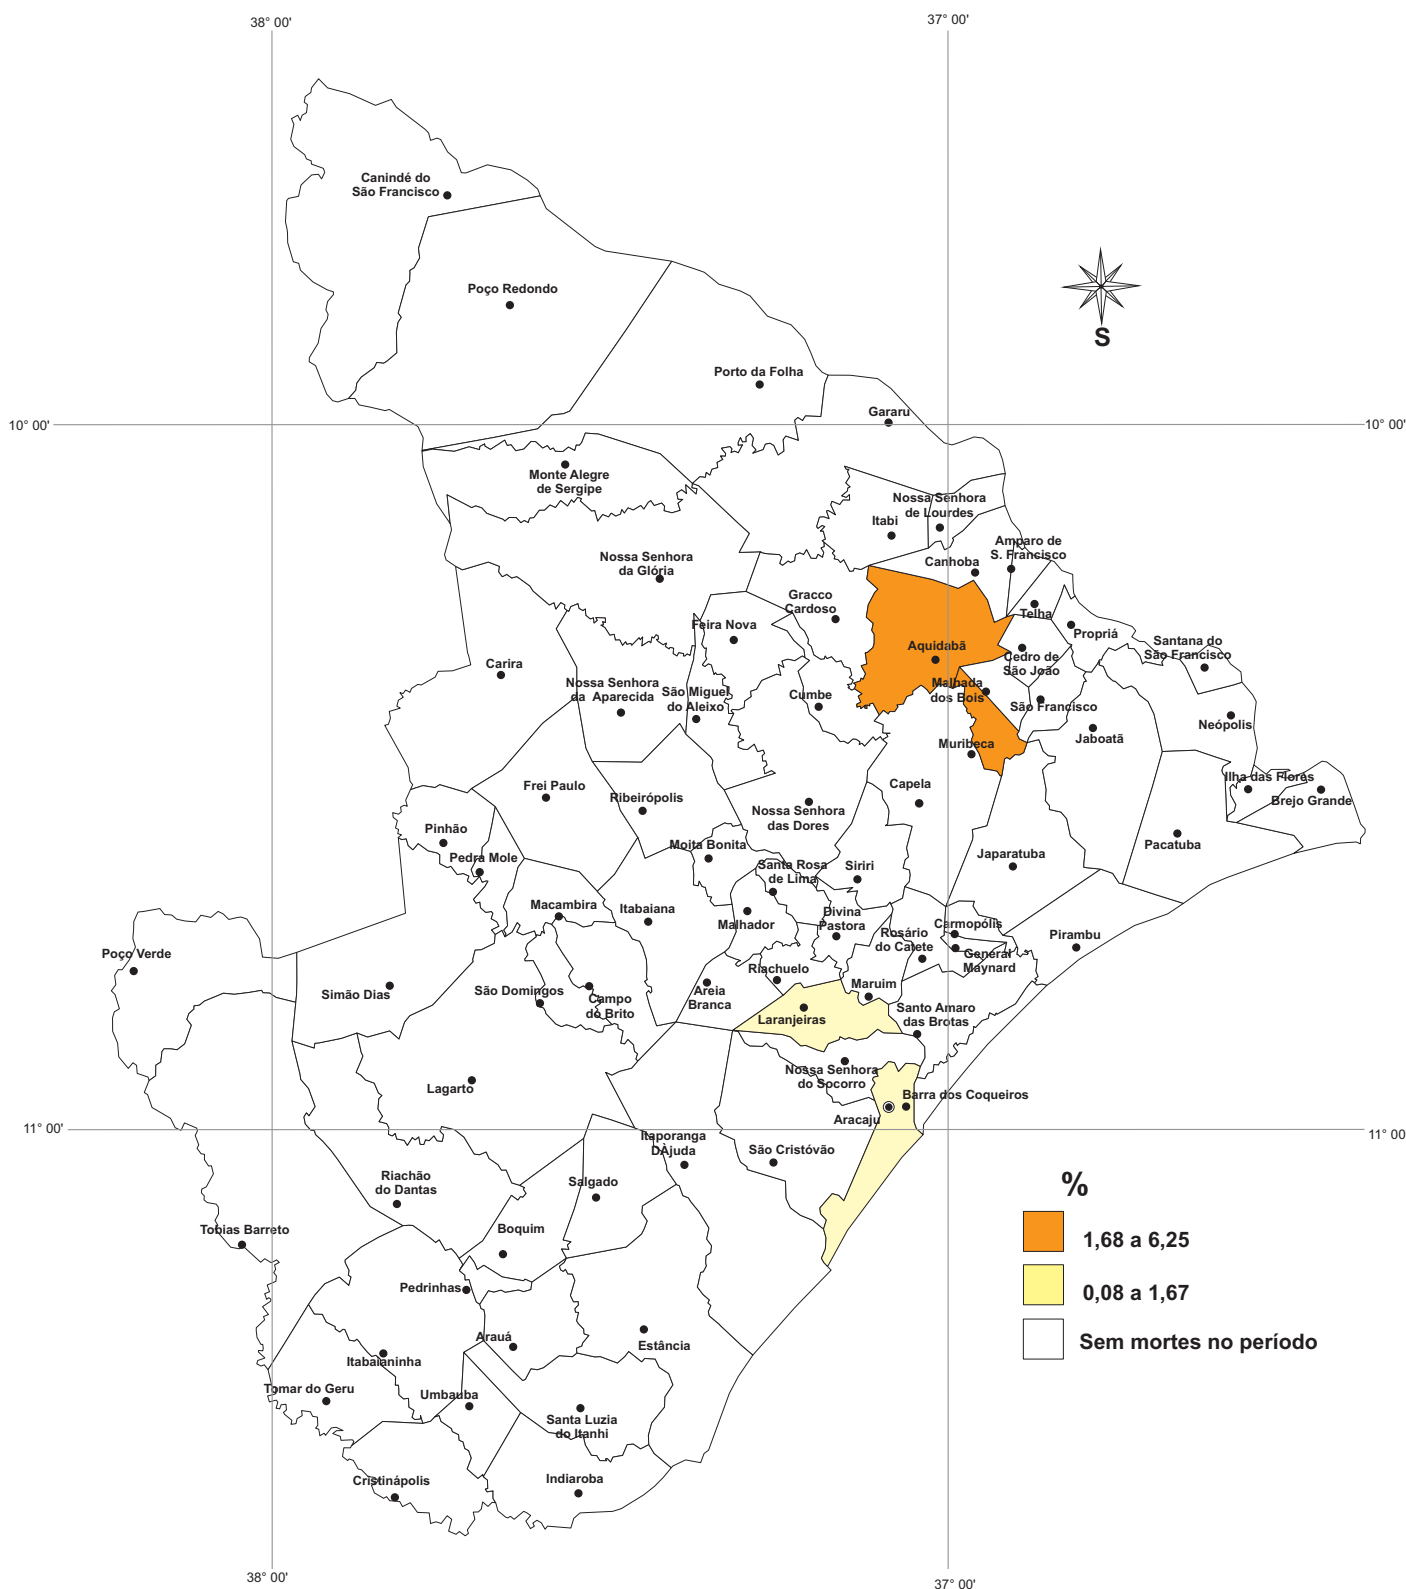 38° 00'
37° 00'
Canindé do
São Francisco
Poço Redondo
S
Porto da Folha
Gararu
10° 00'
10° 00'
Monte Alegre
de Sergipe
Nossa Senhora
de Lourdes
Itabi
Amparo de
S. Francisco
Nossa Senhora
da Glória
Canhoba
Gracco
Cardoso
Telha
Feira Nova
Propriá
Aquidabã
Santana do
São Francisco
Cedro de
São João
Carira
Nossa Senhora
da Aparecida
São Miguel
do Aleixo
Cumbe
Malhada
dos Bois
São Francisco
Neópolis
Jaboatã
Muribeca
Frei Paulo
Ribeirópolis
Capela
Ilha das Flores
Brejo Grande
Nossa Senhora
das Dores
Pinhão
Pedra Mole
Moita Bonita
Santa Rosa
de Lima
Siriri
Japaratuba
Pacatuba
Macambira
Itabaiana
Malhador
Divina
Pastora
Rosário
do Catete
Carmopólis
General
Maynard
Pirambu
Poço Verde
Simão Dias
São Domingos
Campo
do Brito
Areia
Branca
Riachuelo
Maruim
Laranjeiras
Santo Amaro
das Brotas
Lagarto
Nossa Senhora
do Socorro
Barra dos Coqueiros
Aracaju
11° 00'
11° 00
Itaporanga
DÀjuda
São Cristóvão
Riachão
do Dantas
Salgado
%
Tobias Barreto
Boquim
1,68 a 6,25
Pedrinhas
0,08 a 1,67
Arauá
Estância
Sem mortes no período
Itabaianinha
Tomar do Geru
Umbauba
Santa Luzia
do Itanhi
Cristinápolis
Indiaroba
38° 00'
37° 00'